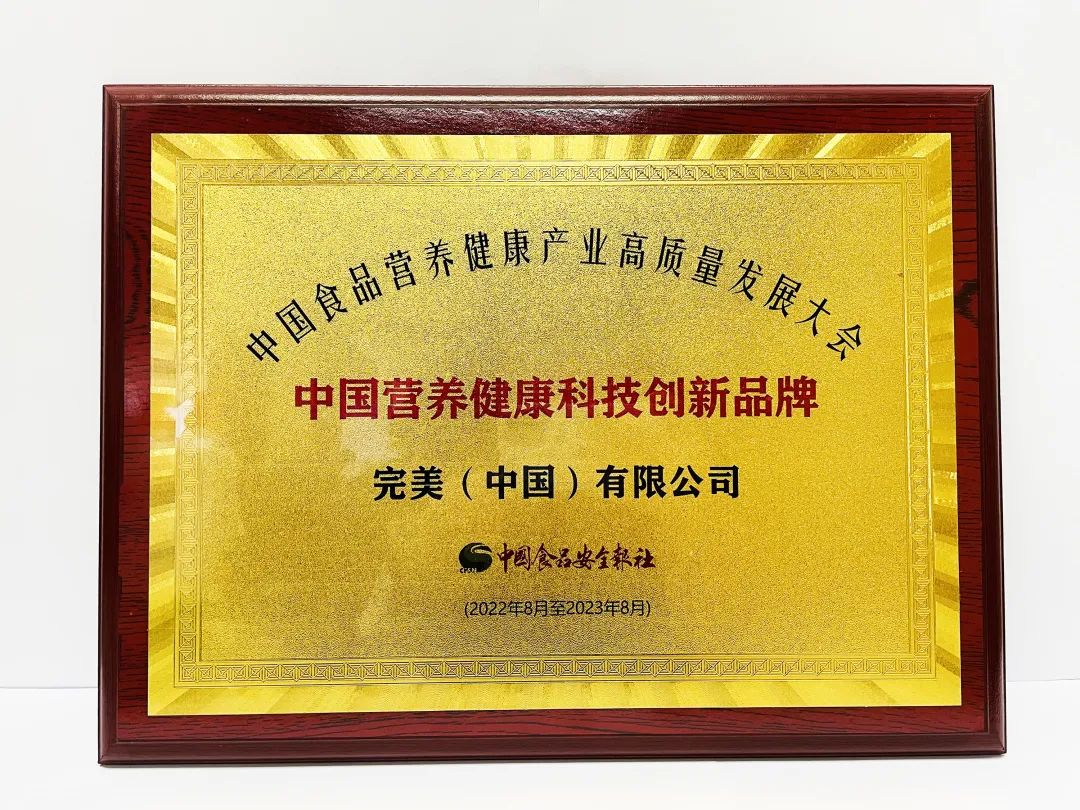 中国食品营养健康产业高质量发展大会
中国营养健康科技创新品牌
完美（中国）有限公司
中國食品安全報社
(2022年8月至2023年8月)